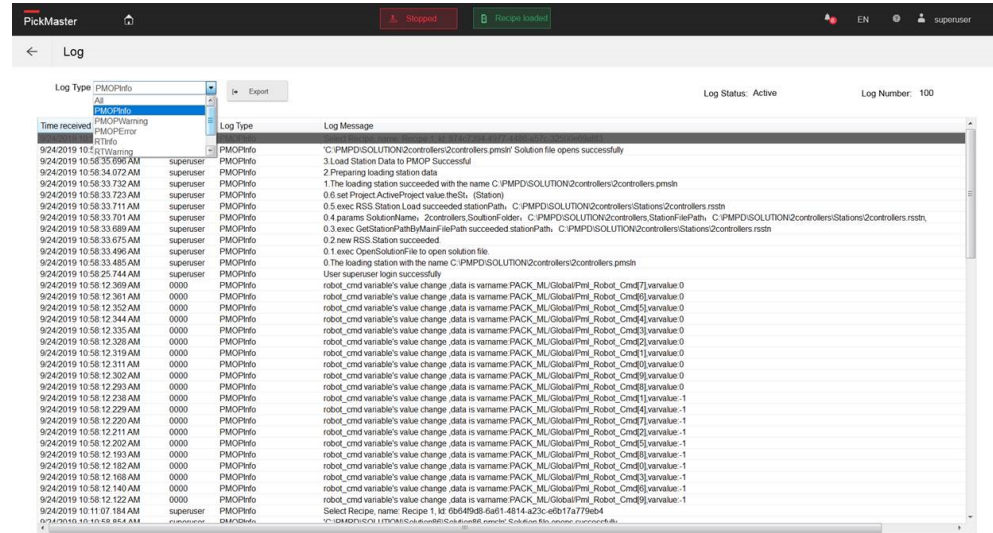 PickMaster Stopped Recipe loaded EN superuser
Log
Log Type PMOPInfo Export Log Status: Active Log Number: 100
All
PMOPInfo
PMOPWarning
PMOPError
RTInfo
RTWarring
Time received Log Type Log Message
9/24/2019 10:5 PMOPInfo 'C:\PMPD\SOLUTION\2controllers\2controllers.pmsln' Solution file opens successfully
9/24/2019 10:58:35.696 AM superuser PMOPInfo 3.Load Station Data to PMOP Successful
9/24/2019 10:58:34.072 AM superuser PMOPInfo 2.Preparing loading station data
9/24/2019 10:58:33.732 AM superuser PMOPInfo 1.The loading station succeeded with the name C:\PMPD\SOLUTION\2controllers\2controllers.pmsln
9/24/2019 10:58:33.723 AM superuser PMOPInfo 0.6.set Project.ActiveProject value.theSt：(Station)
9/24/2019 10:58:33.711 AM superuser PMOPInfo 0.5.exec RSS.Station.Load succeeded.stationPath：C:\PMPD\SOLUTION\2controllers\Stations\2controllers.rsstn
9/24/2019 10:58:33.701 AM superuser PMOPInfo 0.4.params SolutionName：2controllers,SoultionFolder：C:\PMPD\SOLUTION\2controllers,StationFilePath：C:\PMPD\SOLUTION\2controllers\Stations\2controllers.rsstn,
9/24/2019 10:58:33.689 AM superuser PMOPInfo 0.3.exec GetStationPathByMainFilePath succeeded.stationPath：C:\PMPD\SOLUTION\2controllers\Stations\2controllers.rsstn
9/24/2019 10:58:33.675 AM superuser PMOPInfo 0.2.new RSS.Station succeeded.
9/24/2019 10:58:33.496 AM superuser PMOPInfo 0.1.exec OpenSolutionFile to open solution file.
9/24/2019 10:58:33.485 AM superuser PMOPInfo 0.The loading station with the name C:\PMPD\SOLUTION\2controllers\2controllers.pmsln
9/24/2019 10:58:25.744 AM superuser PMOPInfo User superuser login successfully
9/24/2019 10:58:12.369 AM 0000 PMOPInfo robot_cmd variable's value change ,data is varname:PACK_ML/Global/Pml_Robot_Cmd[7],varvalue:0
9/24/2019 10:58:12.361 AM 0000 PMOPInfo robot_cmd variable's value change ,data is varname:PACK_ML/Global/Pml_Robot_Cmd[6],varvalue:0
9/24/2019 10:58:12.352 AM 0000 PMOPInfo robot_cmd variable's value change ,data is varname:PACK_ML/Global/Pml_Robot_Cmd[5],varvalue:0
9/24/2019 10:58:12.344 AM 0000 PMOPInfo robot_cmd variable's value change ,data is varname:PACK_ML/Global/Pml_Robot_Cmd[4],varvalue:0
9/24/2019 10:58:12.335 AM 0000 PMOPInfo robot_cmd variable's value change ,data is varname:PACK_ML/Global/Pml_Robot_Cmd[3],varvalue:0
9/24/2019 10:58:12.328 AM 0000 PMOPInfo robot_cmd variable's value change ,data is varname:PACK_ML/Global/Pml_Robot_Cmd[2],varvalue:0
9/24/2019 10:58:12.319 AM 0000 PMOPInfo robot_cmd variable's value change ,data is varname:PACK_ML/Global/Pml_Robot_Cmd[1],varvalue:0
9/24/2019 10:58:12.311 AM 0000 PMOPInfo robot_cmd variable's value change ,data is varname:PACK_ML/Global/Pml_Robot_Cmd[0],varvalue:0
9/24/2019 10:58:12.302 AM 0000 PMOPInfo robot_cmd variable's value change ,data is varname:PACK_ML/Global/Pml_Robot_Cmd[9],varvalue:0
9/24/2019 10:58:12.293 AM 0000 PMOPInfo robot_cmd variable's value change ,data is varname:PACK_ML/Global/Pml_Robot_Cmd[8],varvalue:0
9/24/2019 10:58:12.238 AM 0000 PMOPInfo robot_cmd variable's value change ,data is varname:PACK_ML/Global/Pml_Robot_Cmd[1],varvalue:-1
9/24/2019 10:58:12.229 AM 0000 PMOPInfo robot_cmd variable's value change ,data is varname:PACK_ML/Global/Pml_Robot_Cmd[4],varvalue:-1
9/24/2019 10:58:12.220 AM 0000 PMOPInfo robot_cmd variable's value change ,data is varname:PACK_ML/Global/Pml_Robot_Cmd[7],varvalue:-1
9/24/2019 10:58:12.211 AM 0000 PMOPInfo robot_cmd variable's value change ,data is varname:PACK_ML/Global/Pml_Robot_Cmd[2],varvalue:-1
9/24/2019 10:58:12.202 AM 0000 PMOPInfo robot_cmd variable's value change ,data is varname:PACK_ML/Global/Pml_Robot_Cmd[5],varvalue:-1
9/24/2019 10:58:12.193 AM 0000 PMOPInfo robot_cmd variable's value change ,data is varname:PACK_ML/Global/Pml_Robot_Cmd[8],varvalue:-1
9/24/2019 10:58:12.182 AM 0000 PMOPInfo robot_cmd variable's value change ,data is varname:PACK_ML/Global/Pml_Robot_Cmd[0],varvalue:-1
9/24/2019 10:58:12.168 AM 0000 PMOPInfo robot_cmd variable's value change ,data is varname:PACK_ML/Global/Pml_Robot_Cmd[3],varvalue:-1
9/24/2019 10:58:12.140 AM 0000 PMOPInfo robot_cmd variable's value change ,data is varname:PACK_ML/Global/Pml_Robot_Cmd[6],varvalue:-1
9/24/2019 10:58:12.122 AM 0000 PMOPInfo robot_cmd variable's value change ,data is varname:PACK_ML/Global/Pml_Robot_Cmd[9],varvalue:-1
9/24/2019 10:11:07.184 AM superuser PMOPInfo Select Recipe, name: Recipe 1, Id: 6b64f9d8-6a61-4814-a23c-e6b17a779eb4
9/24/2019 10:10:58.854 AM superuser PMOPInfo 'C:\PMPD\SOLUTION\Solution86\Solution86.pmsln' Solution file opens successfully